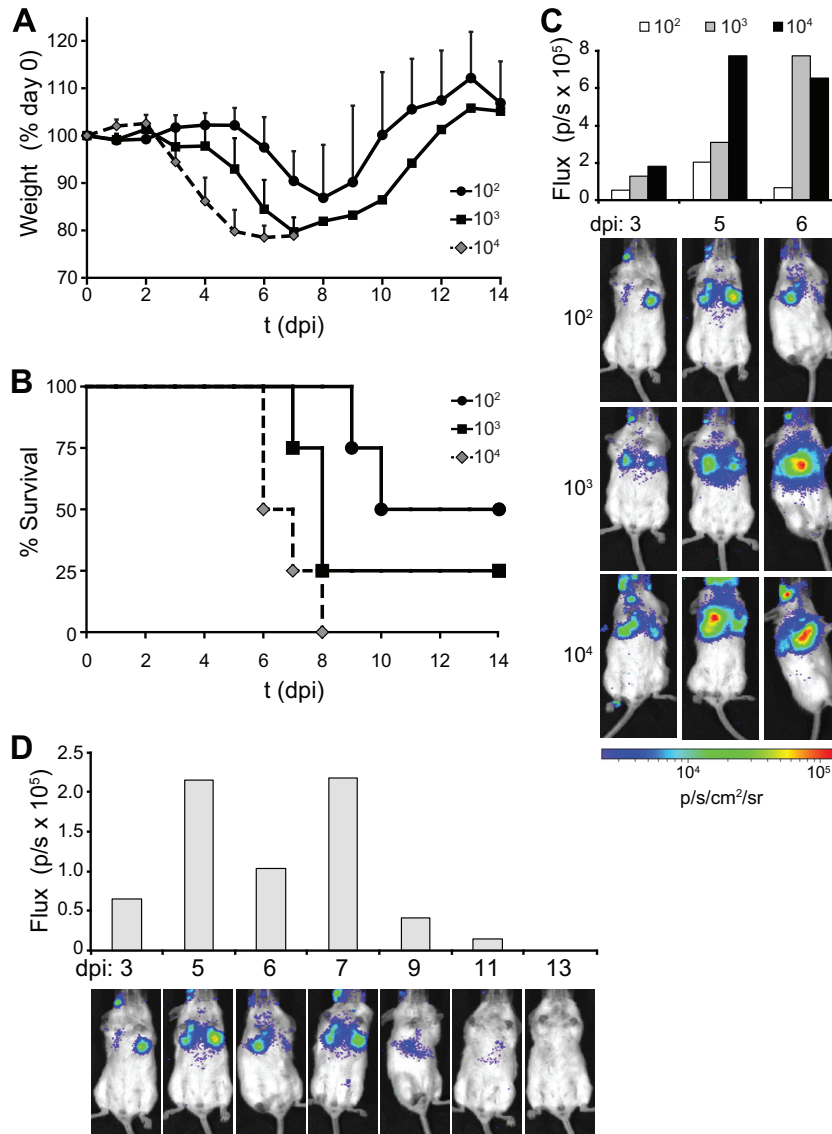 A
Weight (% day 0)
120
110
100
90
80
70
0 2 4 6 8 10 12 14
t (dpi)
10²
10³
10⁴
B
% Survival
100
75
50
25
0
0 2 4 6 8 10 12 14
t (dpi)
10²
10³
10⁴
C
10² 10³ 10⁴
Flux (p/s x 10⁵)
8
6
4
2
0
dpi: 3 5 6
10²
10³
10⁴
10⁴ 10⁵
p/s/cm²/sr
D
Flux (p/s x 10⁵)
2.5
2.0
1.5
1.0
0.5
0
dpi: 3 5 6 7 9 11 13